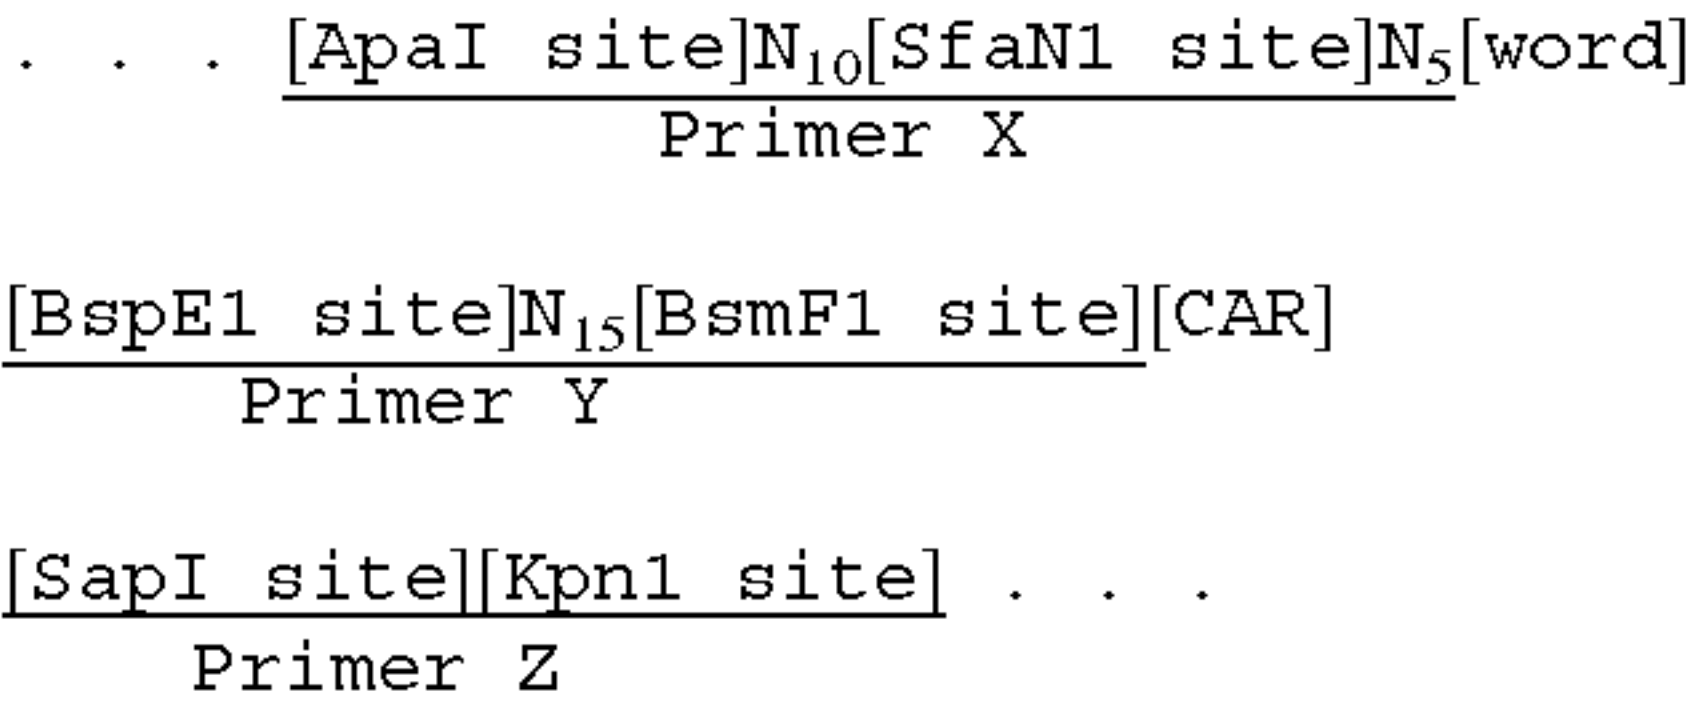 . . . [ApaI site]N₁₀[SfaN1 site]N₅[word]
Primer X
[BspE1 site]N₁₅[BsmF1 site][CAR]
Primer Y
[SapI site][Kpn1 site] . . .
Primer Z